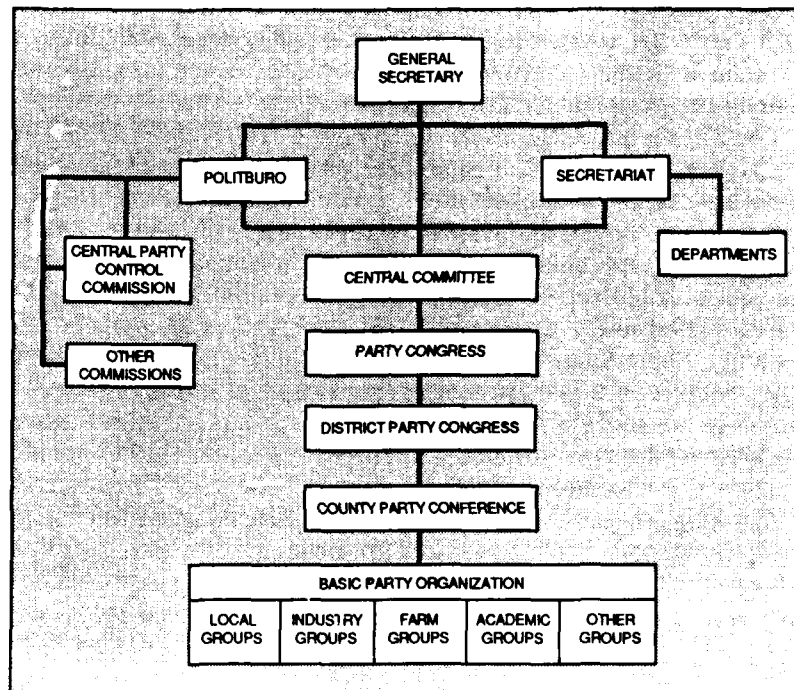 GENERAL
SECRETARY
POLITBURO
SECRETARIAT
CENTRAL PARTY
CONTROL
COMMISSION
DEPARTMENTS
CENTRAL COMMITTEE
OTHER
COMMISSIONS
PARTY CONGRESS
DISTRICT PARTY CONGRESS
COUNTY PARTY CONFERENCE
BASIC PARTY ORGANIZATION
LOCAL
GROUPS
INDUSTRY
GROUPS
FARM
GROUPS
ACADEMIC
GROUPS
OTHER
GROUPS